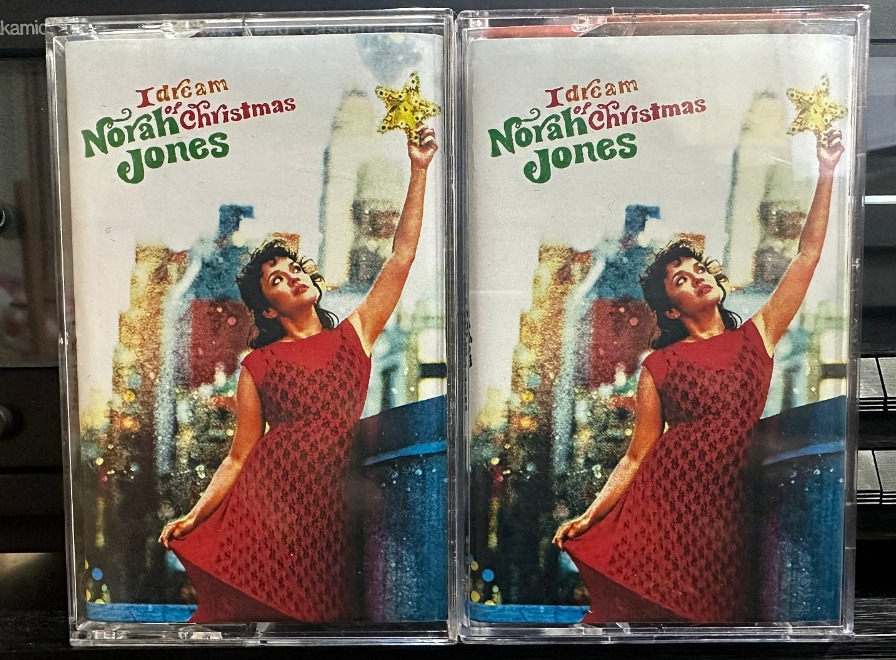 I dream
of Christmas
Norah
Jones
I dream
of Christmas
Norah
Jones